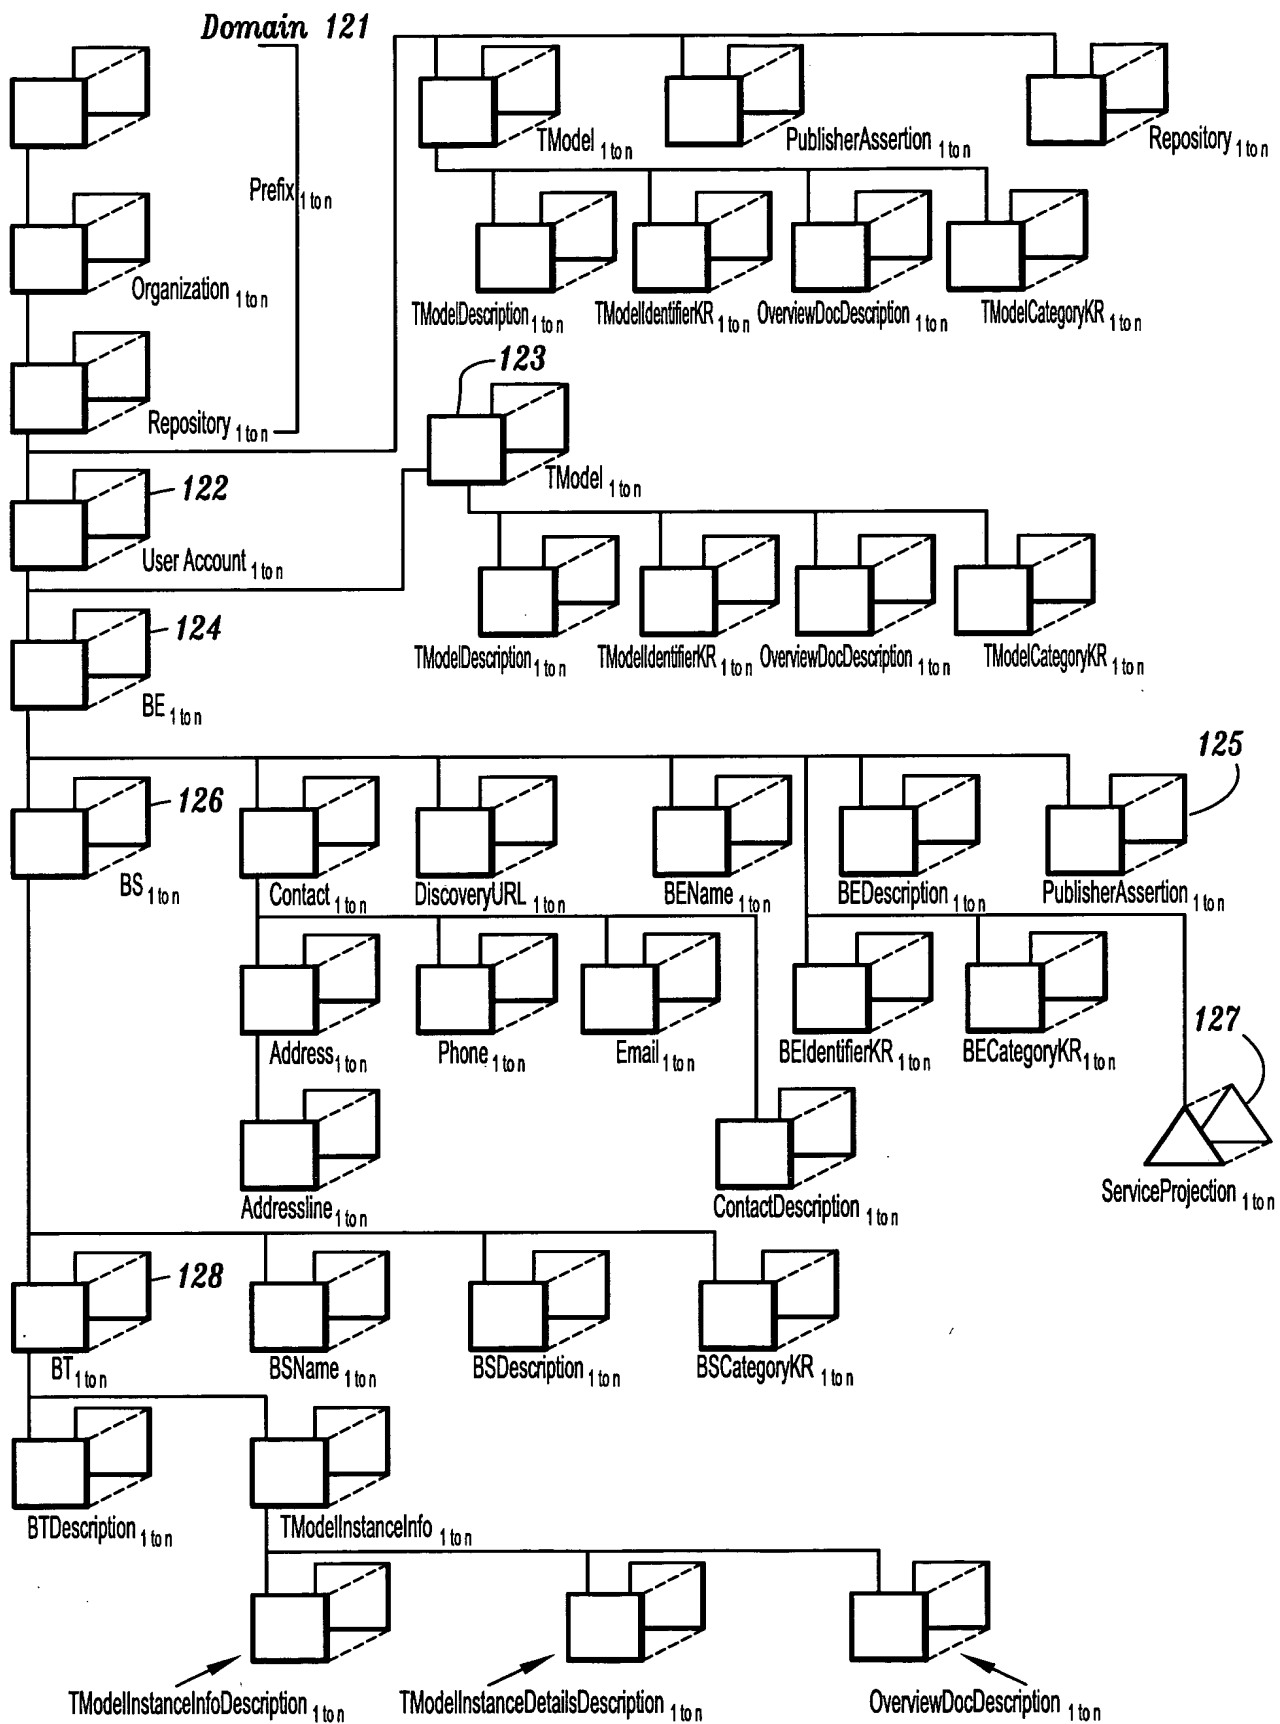 Domain 121
TModel 1 to n
PublisherAssertion 1 to n
Repository 1 to n
Prefix 1 to n
Organization 1 to n
TModelDescription 1 to n
TModelIdentifierKR 1 to n
OverviewDocDescription 1 to n
TModelCategoryKR 1 to n
123
Repository 1 to n
TModel 1 to n
122
User Account 1 to n
124
TModelDescription 1 to n
TModelIdentifierKR 1 to n
OverviewDocDescription 1 to n
TModelCategoryKR 1 to n
BE 1 to n
125
126
BS 1 to n
Contact 1 to n
DiscoveryURL 1 to n
BEName 1 to n
BEDescription 1 to n
PublisherAssertion 1 to n
127
Address 1 to n
Phone 1 to n
Email 1 to n
BEIdentifierKR 1 to n
BECategoryKR 1 to n
Addressline 1 to n
ContactDescription 1 to n
ServiceProjection 1 to n
128
BT 1 to n
BSName 1 to n
BSDescription 1 to n
BSCategoryKR 1 to n
BTDescription 1 to n
TModelInstanceInfo 1 to n
TModelInstanceInfoDescription 1 to n
TModelInstanceDetailsDescription 1 to n
OverviewDocDescription 1 to n